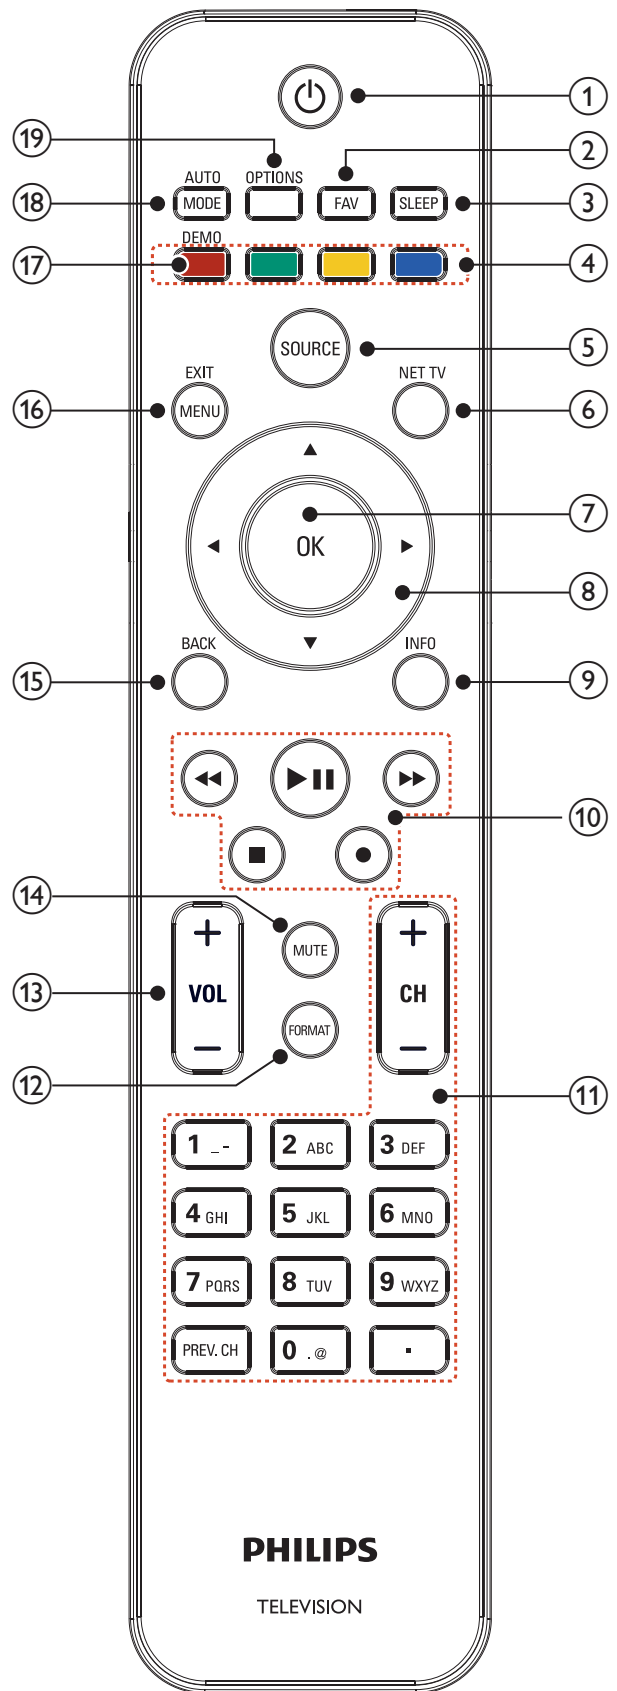 1
19
2
AUTO OPTIONS
18 MODE FAV SLEEP 3
DEMO
17 4
SOURCE 5
EXIT NET TV
16 MENU 6
7
OK
8
BACK INFO
15 9
10
14
+ MUTE +
13 VOL CH
FORMAT
− −
12 11
1 _- 2 ABC 3 DEF
4 GHI 5 JKL 6 MNO
7 PQRS 8 TUV 9 WXYZ
PREV. CH 0 .@ .
PHILIPS
TELEVISION